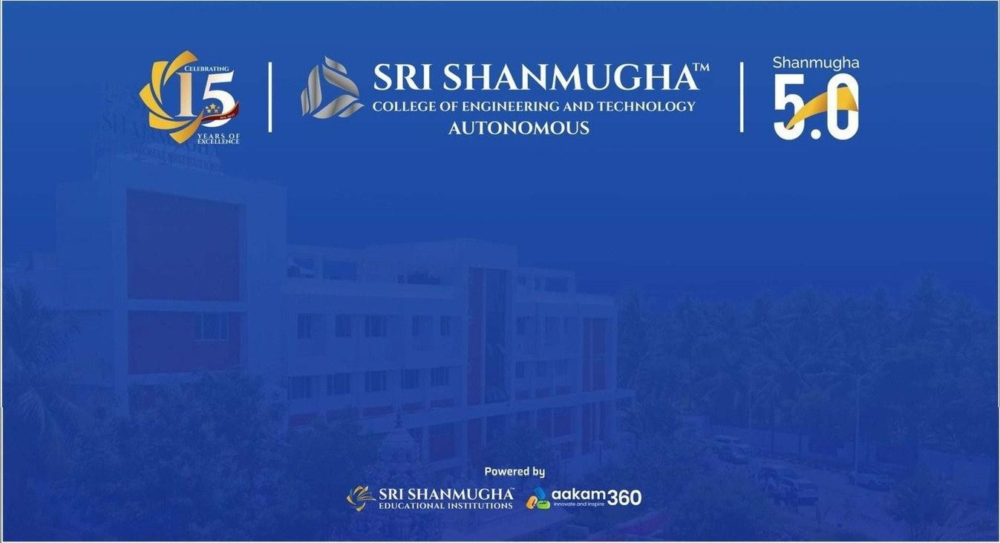 CELEBRATING
15
YEARS OF
EXCELLENCE
SRI SHANMUGHA™
COLLEGE OF ENGINEERING AND TECHNOLOGY
AUTONOMOUS
Shanmugha
5.0
SHANMUGHA
Powered by
SRI SHANMUGHA™
EDUCATIONAL INSTITUTIONS
aakam360
innovate and inspire